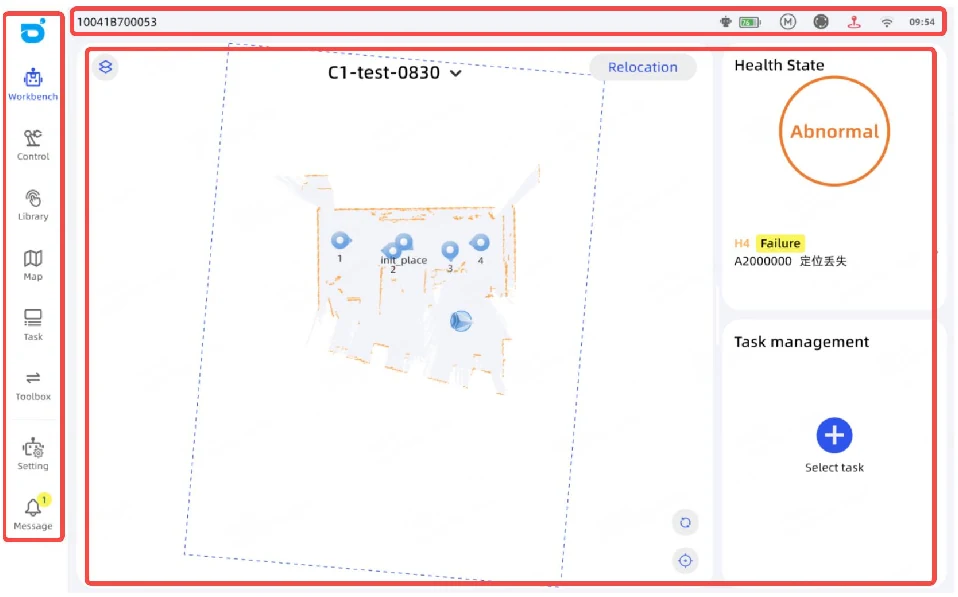 100418700053
76
M
09:54
Workbench
Control
Library
Map
Task
Toolbox
Setting
1
Message
C1-test-0830
Relocation
1
init_place
2
3
4
Health State
Abnormal
H4 Failure
A2000000 定位丢失
Task management
Select task